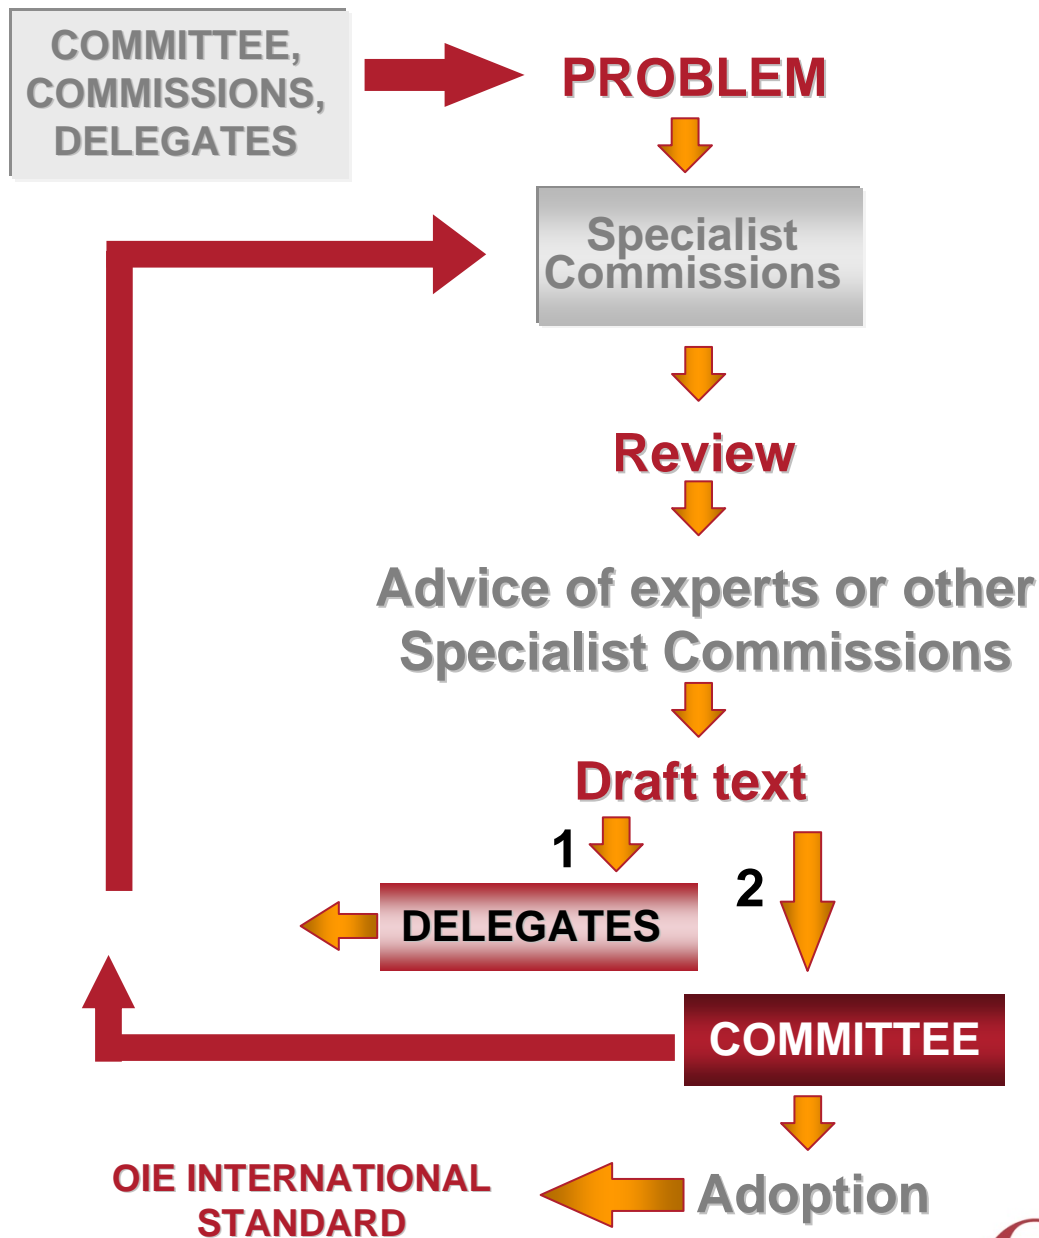 COMMITTEE,
COMMISSIONS,
DELEGATES
PROBLEM
Specialist
Commissions
Review
Advice of experts or other
Specialist Commissions
Draft text
1
2
DELEGATES
COMMITTEE
Adoption
OIE INTERNATIONAL
STANDARD